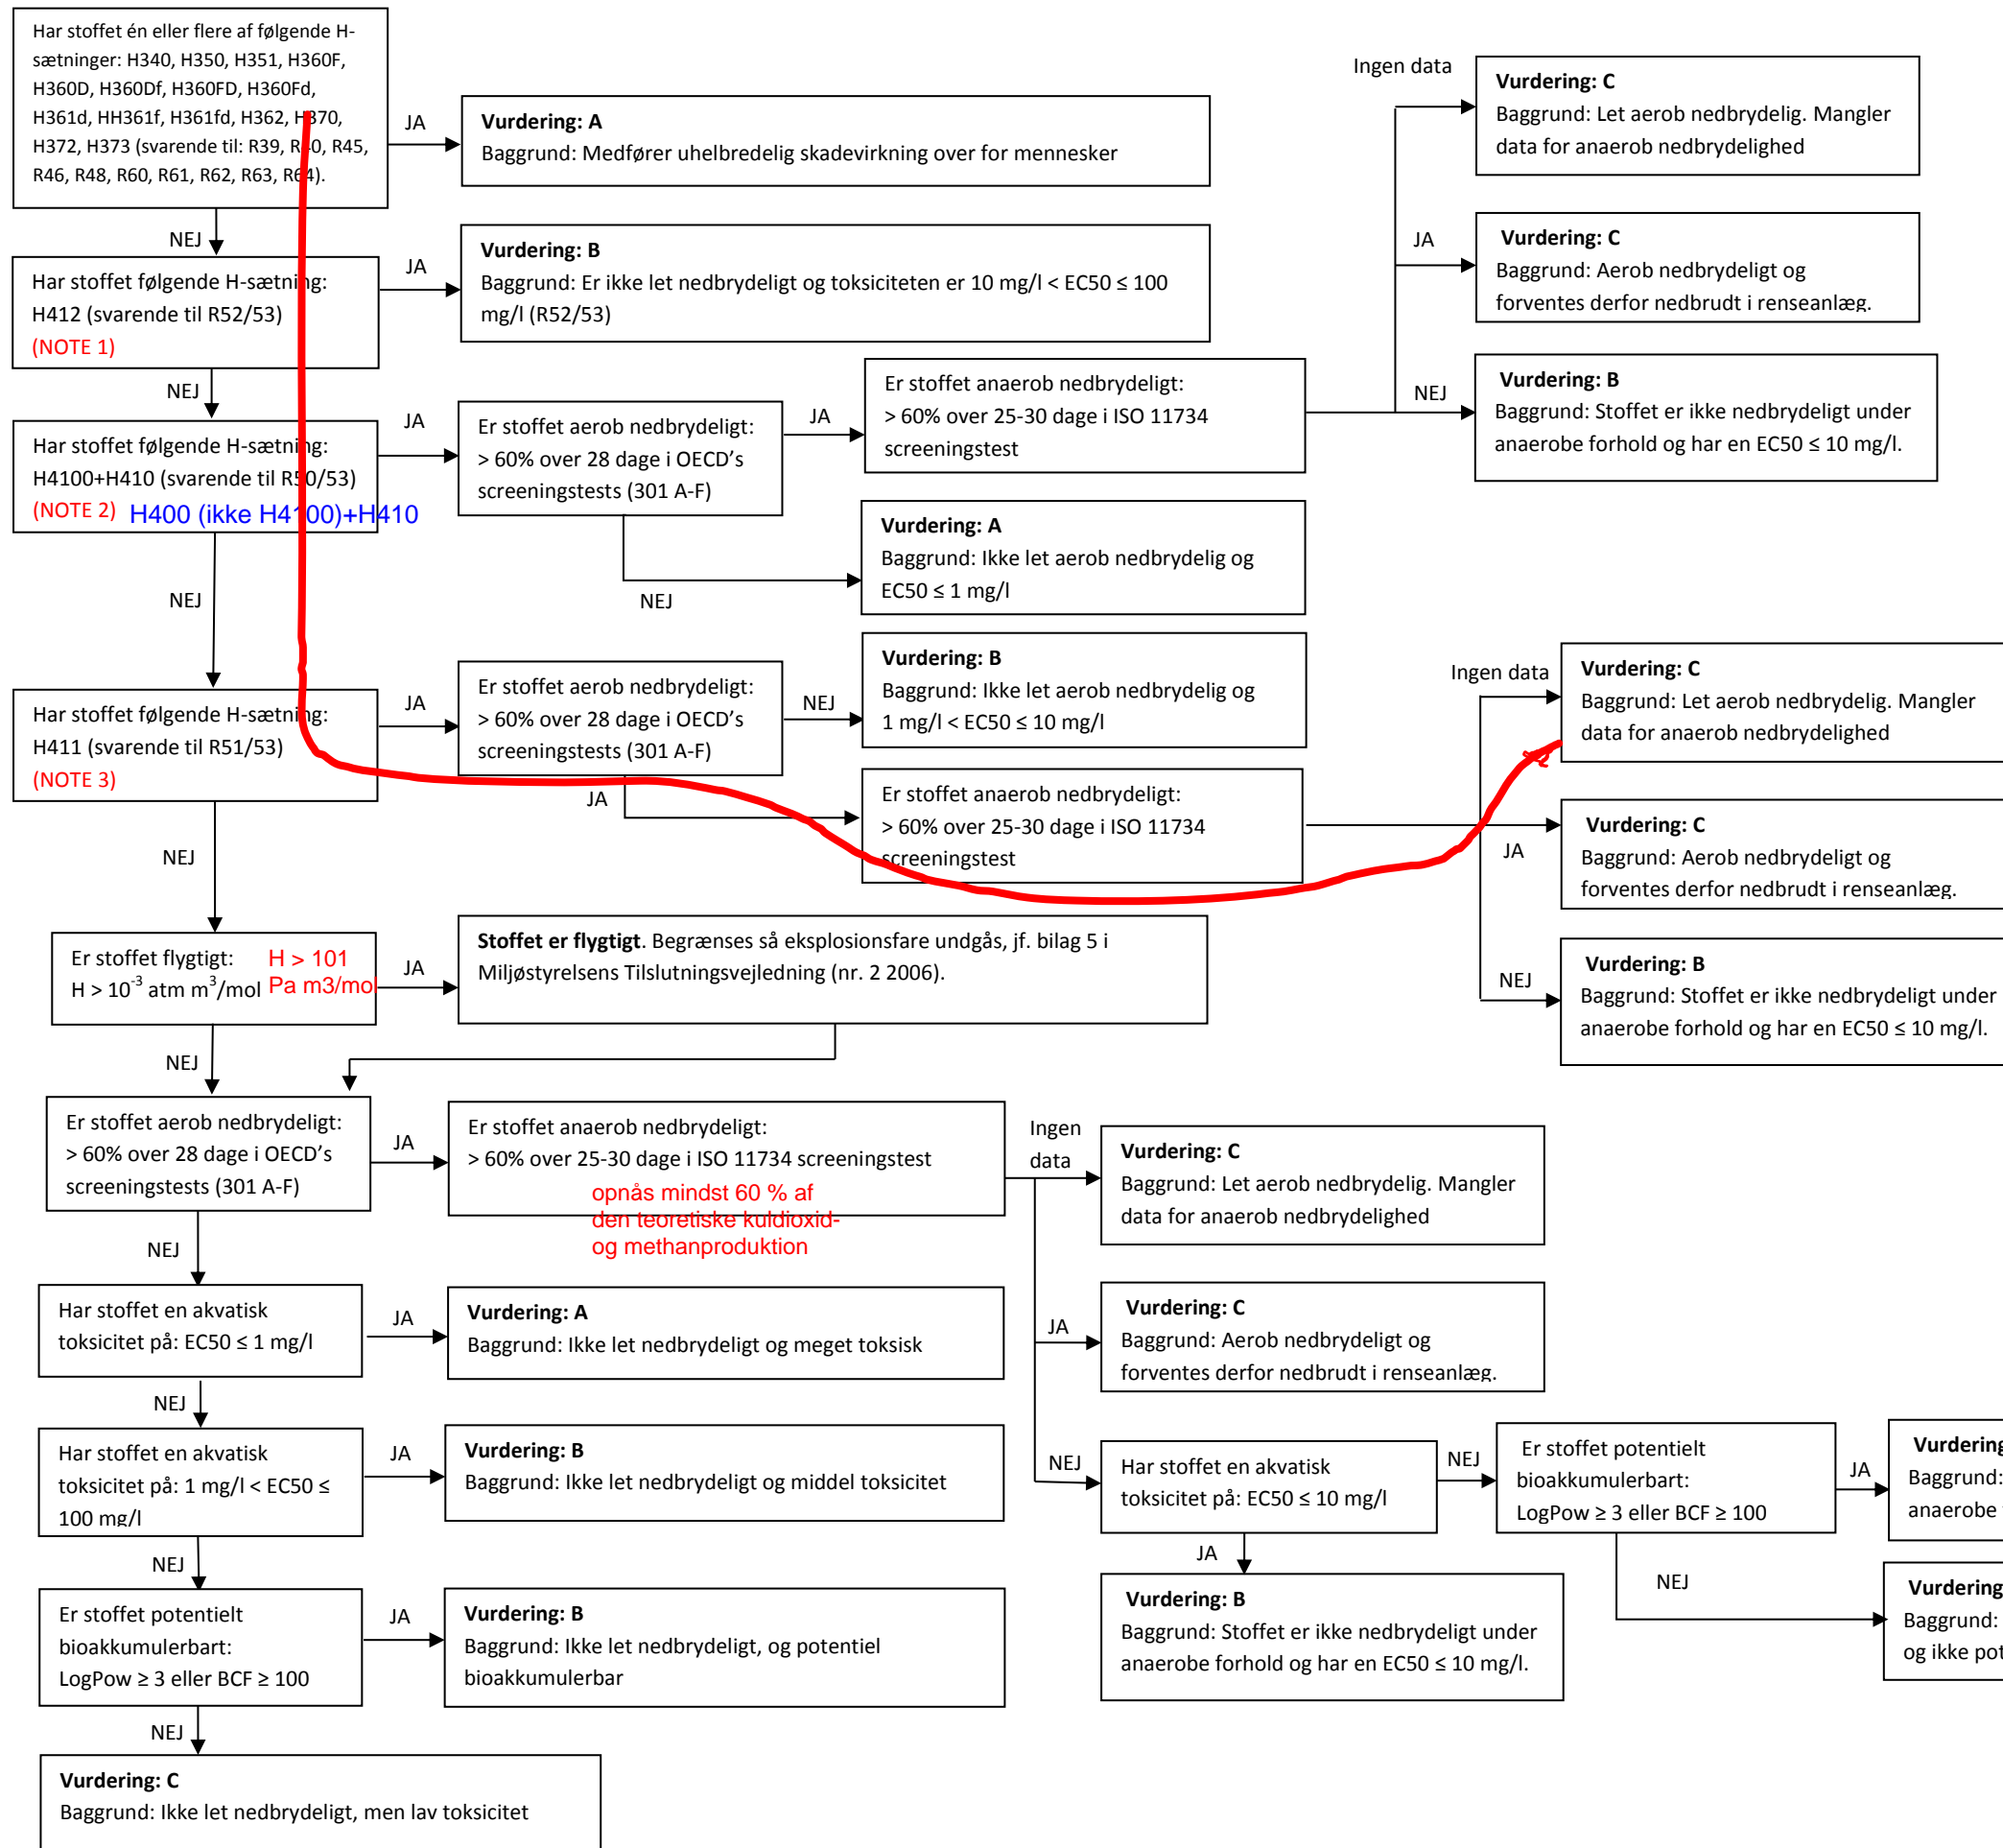 Har stoffet én eller flere af følgende H-
sætninger: H340, H350, H351, H360F,
H360D, H360Df, H360FD, H360Fd,
H361d, HH361f, H361fd, H362, H370,
H372, H373 (svarende til: R39, R40, R45,
R46, R48, R60, R61, R62, R63, R64).
JA
Vurdering: A
Baggrund: Medfører uhelbredelig skadevirkning over for mennesker
NEJ
Har stoffet følgende H-sætning:
H412 (svarende til R52/53)
(NOTE 1)
JA
Vurdering: B
Baggrund: Er ikke let nedbrydeligt og toksiciteten er 10 mg/l < EC50 ≤ 100
mg/l (R52/53)
NEJ
Har stoffet følgende H-sætning:
H4100+H410 (svarende til R50/53)
(NOTE 2) H400 (ikke H4100)+H410
JA
Er stoffet aerob nedbrydeligt:
> 60% over 28 dage i OECD’s
screeningstests (301 A-F)
JA
Er stoffet anaerob nedbrydeligt:
> 60% over 25-30 dage i ISO 11734
screeningstest
Ingen data
Vurdering: C
Baggrund: Let aerob nedbrydelig. Mangler
data for anaerob nedbrydelighed
JA
Vurdering: C
Baggrund: Aerob nedbrydeligt og
forventes derfor nedbrudt i renseanlæg.
NEJ
Vurdering: B
Baggrund: Stoffet er ikke nedbrydeligt under
anaerobe forhold og har en EC50 ≤ 10 mg/l.
NEJ
Vurdering: A
Baggrund: Ikke let aerob nedbrydelig og
EC50 ≤ 1 mg/l
NEJ
Har stoffet følgende H-sætning:
H411 (svarende til R51/53)
(NOTE 3)
JA
Er stoffet aerob nedbrydeligt:
> 60% over 28 dage i OECD’s
screeningstests (301 A-F)
NEJ
Vurdering: B
Baggrund: Ikke let aerob nedbrydelig og
1 mg/l < EC50 ≤ 10 mg/l
JA
Er stoffet anaerob nedbrydeligt:
> 60% over 25-30 dage i ISO 11734
screeningstest
Ingen data
Vurdering: C
Baggrund: Let aerob nedbrydelig. Mangler
data for anaerob nedbrydelighed
JA
Vurdering: C
Baggrund: Aerob nedbrydeligt og
forventes derfor nedbrudt i renseanlæg.
NEJ
Vurdering: B
Baggrund: Stoffet er ikke nedbrydeligt under
anaerobe forhold og har en EC50 ≤ 10 mg/l.
NEJ
Er stoffet flygtigt: H > 101
H > 10⁻³ atm m³/mol Pa m3/mol
JA
Stoffet er flygtigt. Begrænses så eksplosionsfare undgås, jf. bilag 5 i
Miljøstyrelsens Tilslutningsvejledning (nr. 2 2006).
NEJ
Er stoffet aerob nedbrydeligt:
> 60% over 28 dage i OECD’s
screeningstests (301 A-F)
JA
Er stoffet anaerob nedbrydeligt:
> 60% over 25-30 dage i ISO 11734 screeningstest
opnås mindst 60 % af
den teoretiske kuldioxid-
og methanproduktion
Ingen
data
Vurdering: C
Baggrund: Let aerob nedbrydelig. Mangler
data for anaerob nedbrydelighed
JA
Vurdering: C
Baggrund: Aerob nedbrydeligt og
forventes derfor nedbrudt i renseanlæg.
NEJ
Har stoffet en akvatisk
toksicitet på: EC50 ≤ 10 mg/l
NEJ
Er stoffet potentielt
bioakkumulerbart:
LogPow ≥ 3 eller BCF ≥ 100
JA
Vurdering
Baggrund:
anaerobe
NEJ
Vurdering
Baggrund:
og ikke pot
JA
Vurdering: B
Baggrund: Stoffet er ikke nedbrydeligt under
anaerobe forhold og har en EC50 ≤ 10 mg/l.
NEJ
Har stoffet en akvatisk
toksicitet på: EC50 ≤ 1 mg/l
JA
Vurdering: A
Baggrund: Ikke let nedbrydeligt og meget toksisk
NEJ
Har stoffet en akvatisk
toksicitet på: 1 mg/l < EC50 ≤
100 mg/l
JA
Vurdering: B
Baggrund: Ikke let nedbrydeligt og middel toksicitet
NEJ
Er stoffet potentielt
bioakkumulerbart:
LogPow ≥ 3 eller BCF ≥ 100
JA
Vurdering: B
Baggrund: Ikke let nedbrydeligt, og potentiel
bioakkumulerbar
NEJ
Vurdering: C
Baggrund: Ikke let nedbrydeligt, men lav toksicitet